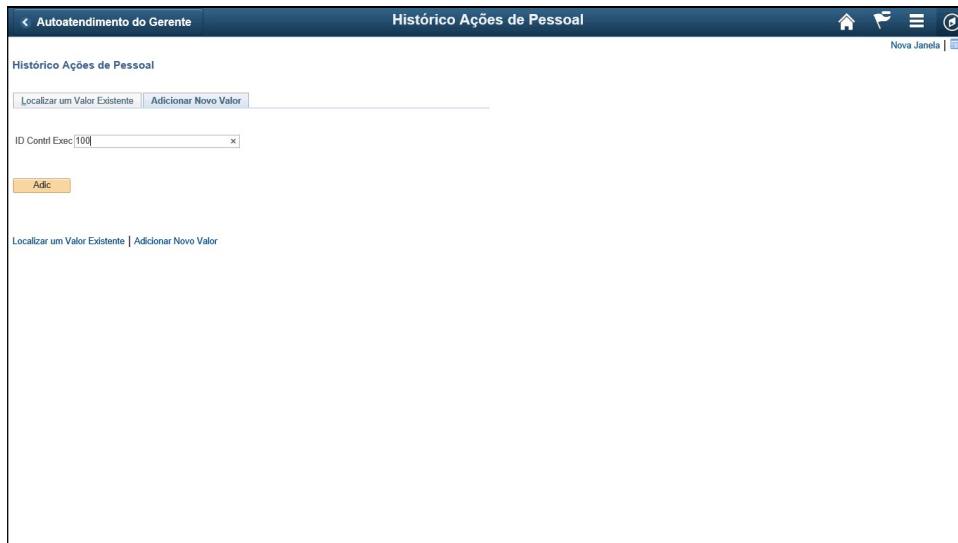 Autoatendimento do Gerente
Histórico Ações de Pessoal
Nova Janela |
Histórico Ações de Pessoal
Localizar um Valor Existente
Adicionar Novo Valor
ID Contrl Exec 100 ×
Adic
Localizar um Valor Existente | Adicionar Novo Valor